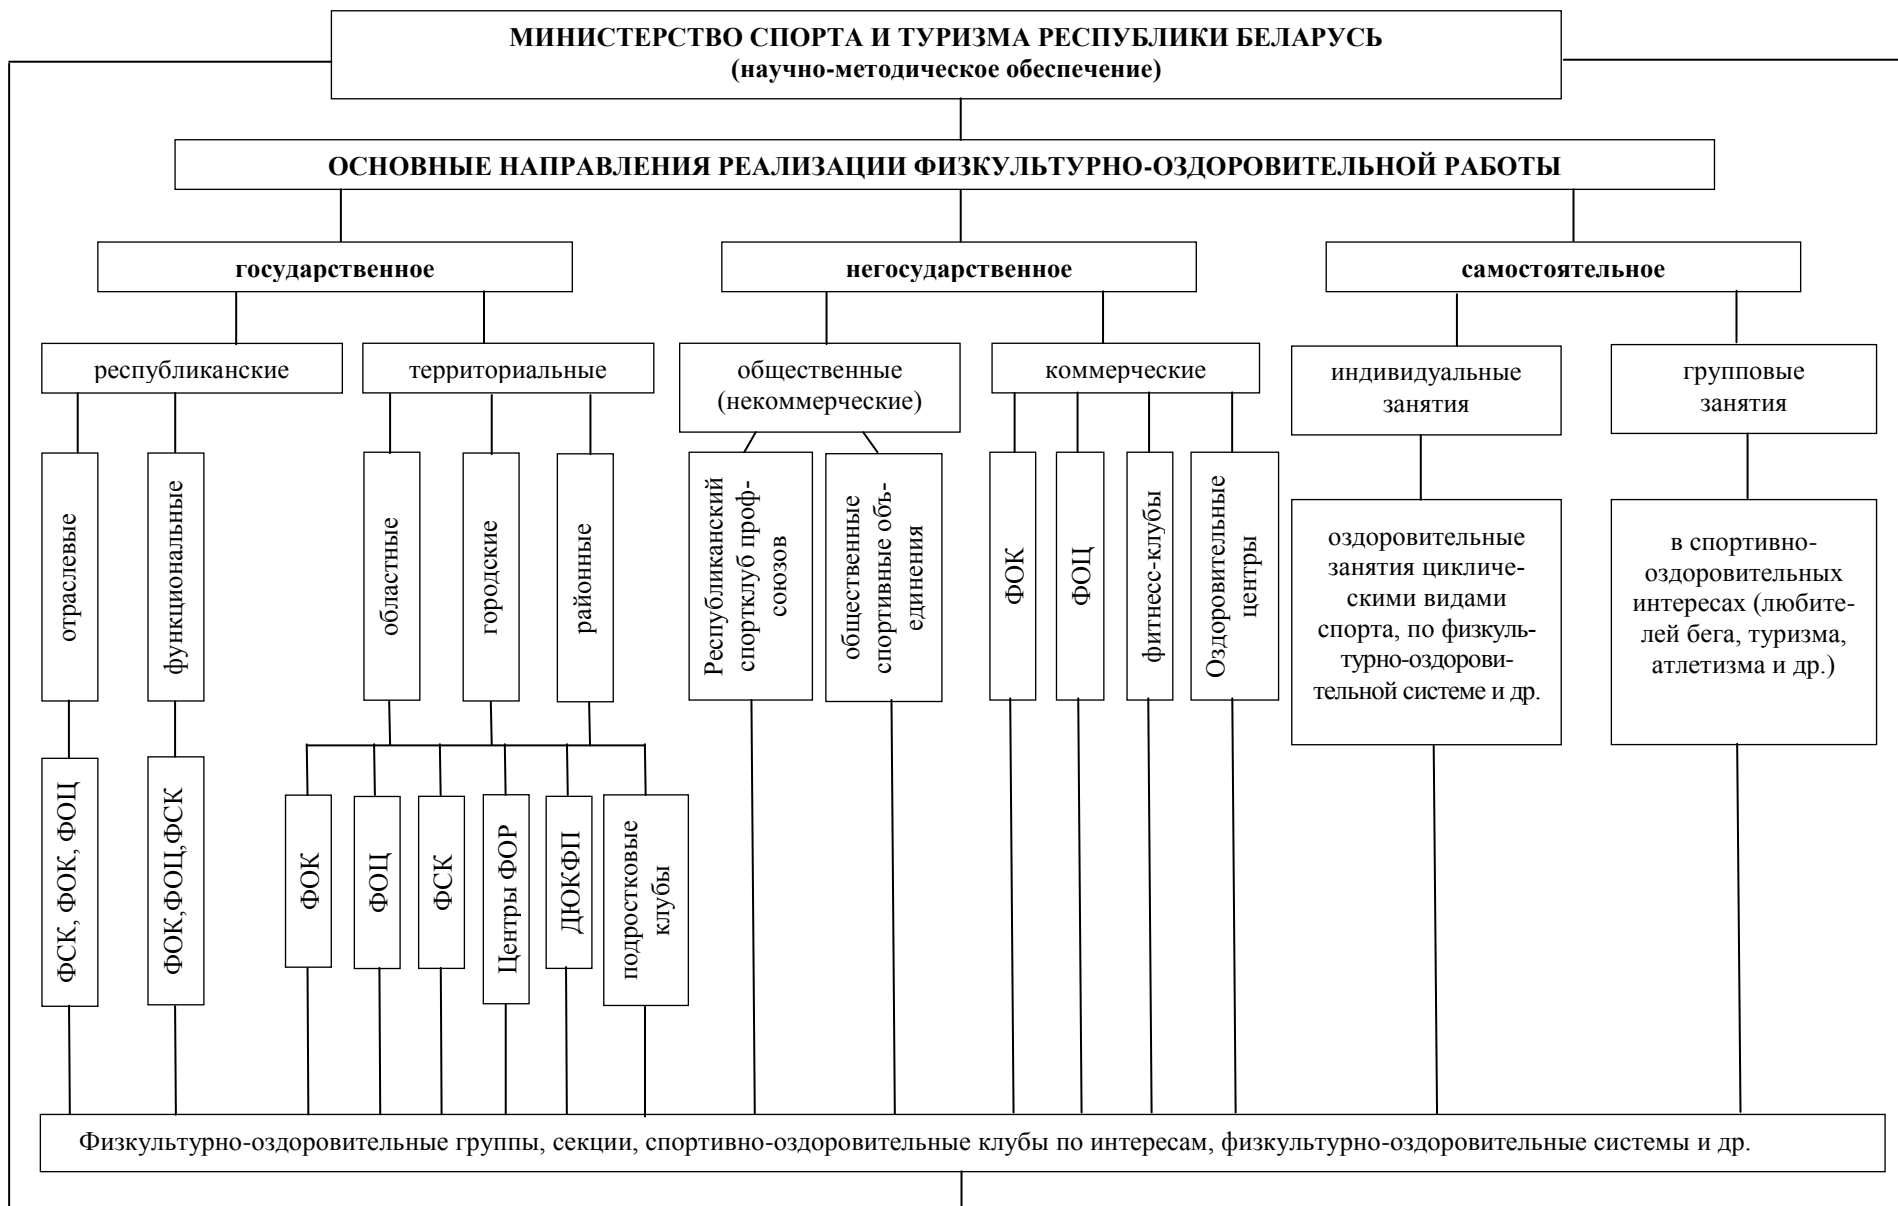 МИНИСТЕРСТВО СПОРТА И ТУРИЗМА РЕСПУБЛИКИ БЕЛАРУСЬ
(научно-методическое обеспечение)
ОСНОВНЫЕ НАПРАВЛЕНИЯ РЕАЛИЗАЦИИ ФИЗКУЛЬТУРНО-ОЗДОРОВИТЕЛЬНОЙ РАБОТЫ
государственное
негосударственное
самостоятельное
республиканские
территориальные
общественные
(некоммерческие)
коммерческие
индивидуальные
занятия
групповые
занятия
отраслевые
функциональные
областные
городские
районные
Республиканский
спортклуб проф-
союзов
общественные
спортивные объ-
единения
ФОК
ФОЦ
фитнесс-клубы
Оздоровительные
центры
оздоровительные
занятия цикличе-
скими видами
спорта, по физкуль-
турно-оздорови-
тельной системе и др.
в спортивно-
оздоровительных
интересах (любите-
лей бега, туризма,
атлетизма и др.)
ФСК, ФОК, ФОЦ
ФОК,ФОЦ,ФСК
ФОК
ФОЦ
ФСК
Центры ФОР
ДЮКФП
подростковые
клубы
Физкультурно-оздоровительные группы, секции, спортивно-оздоровительные клубы по интересам, физкультурно-оздоровительные системы и др.